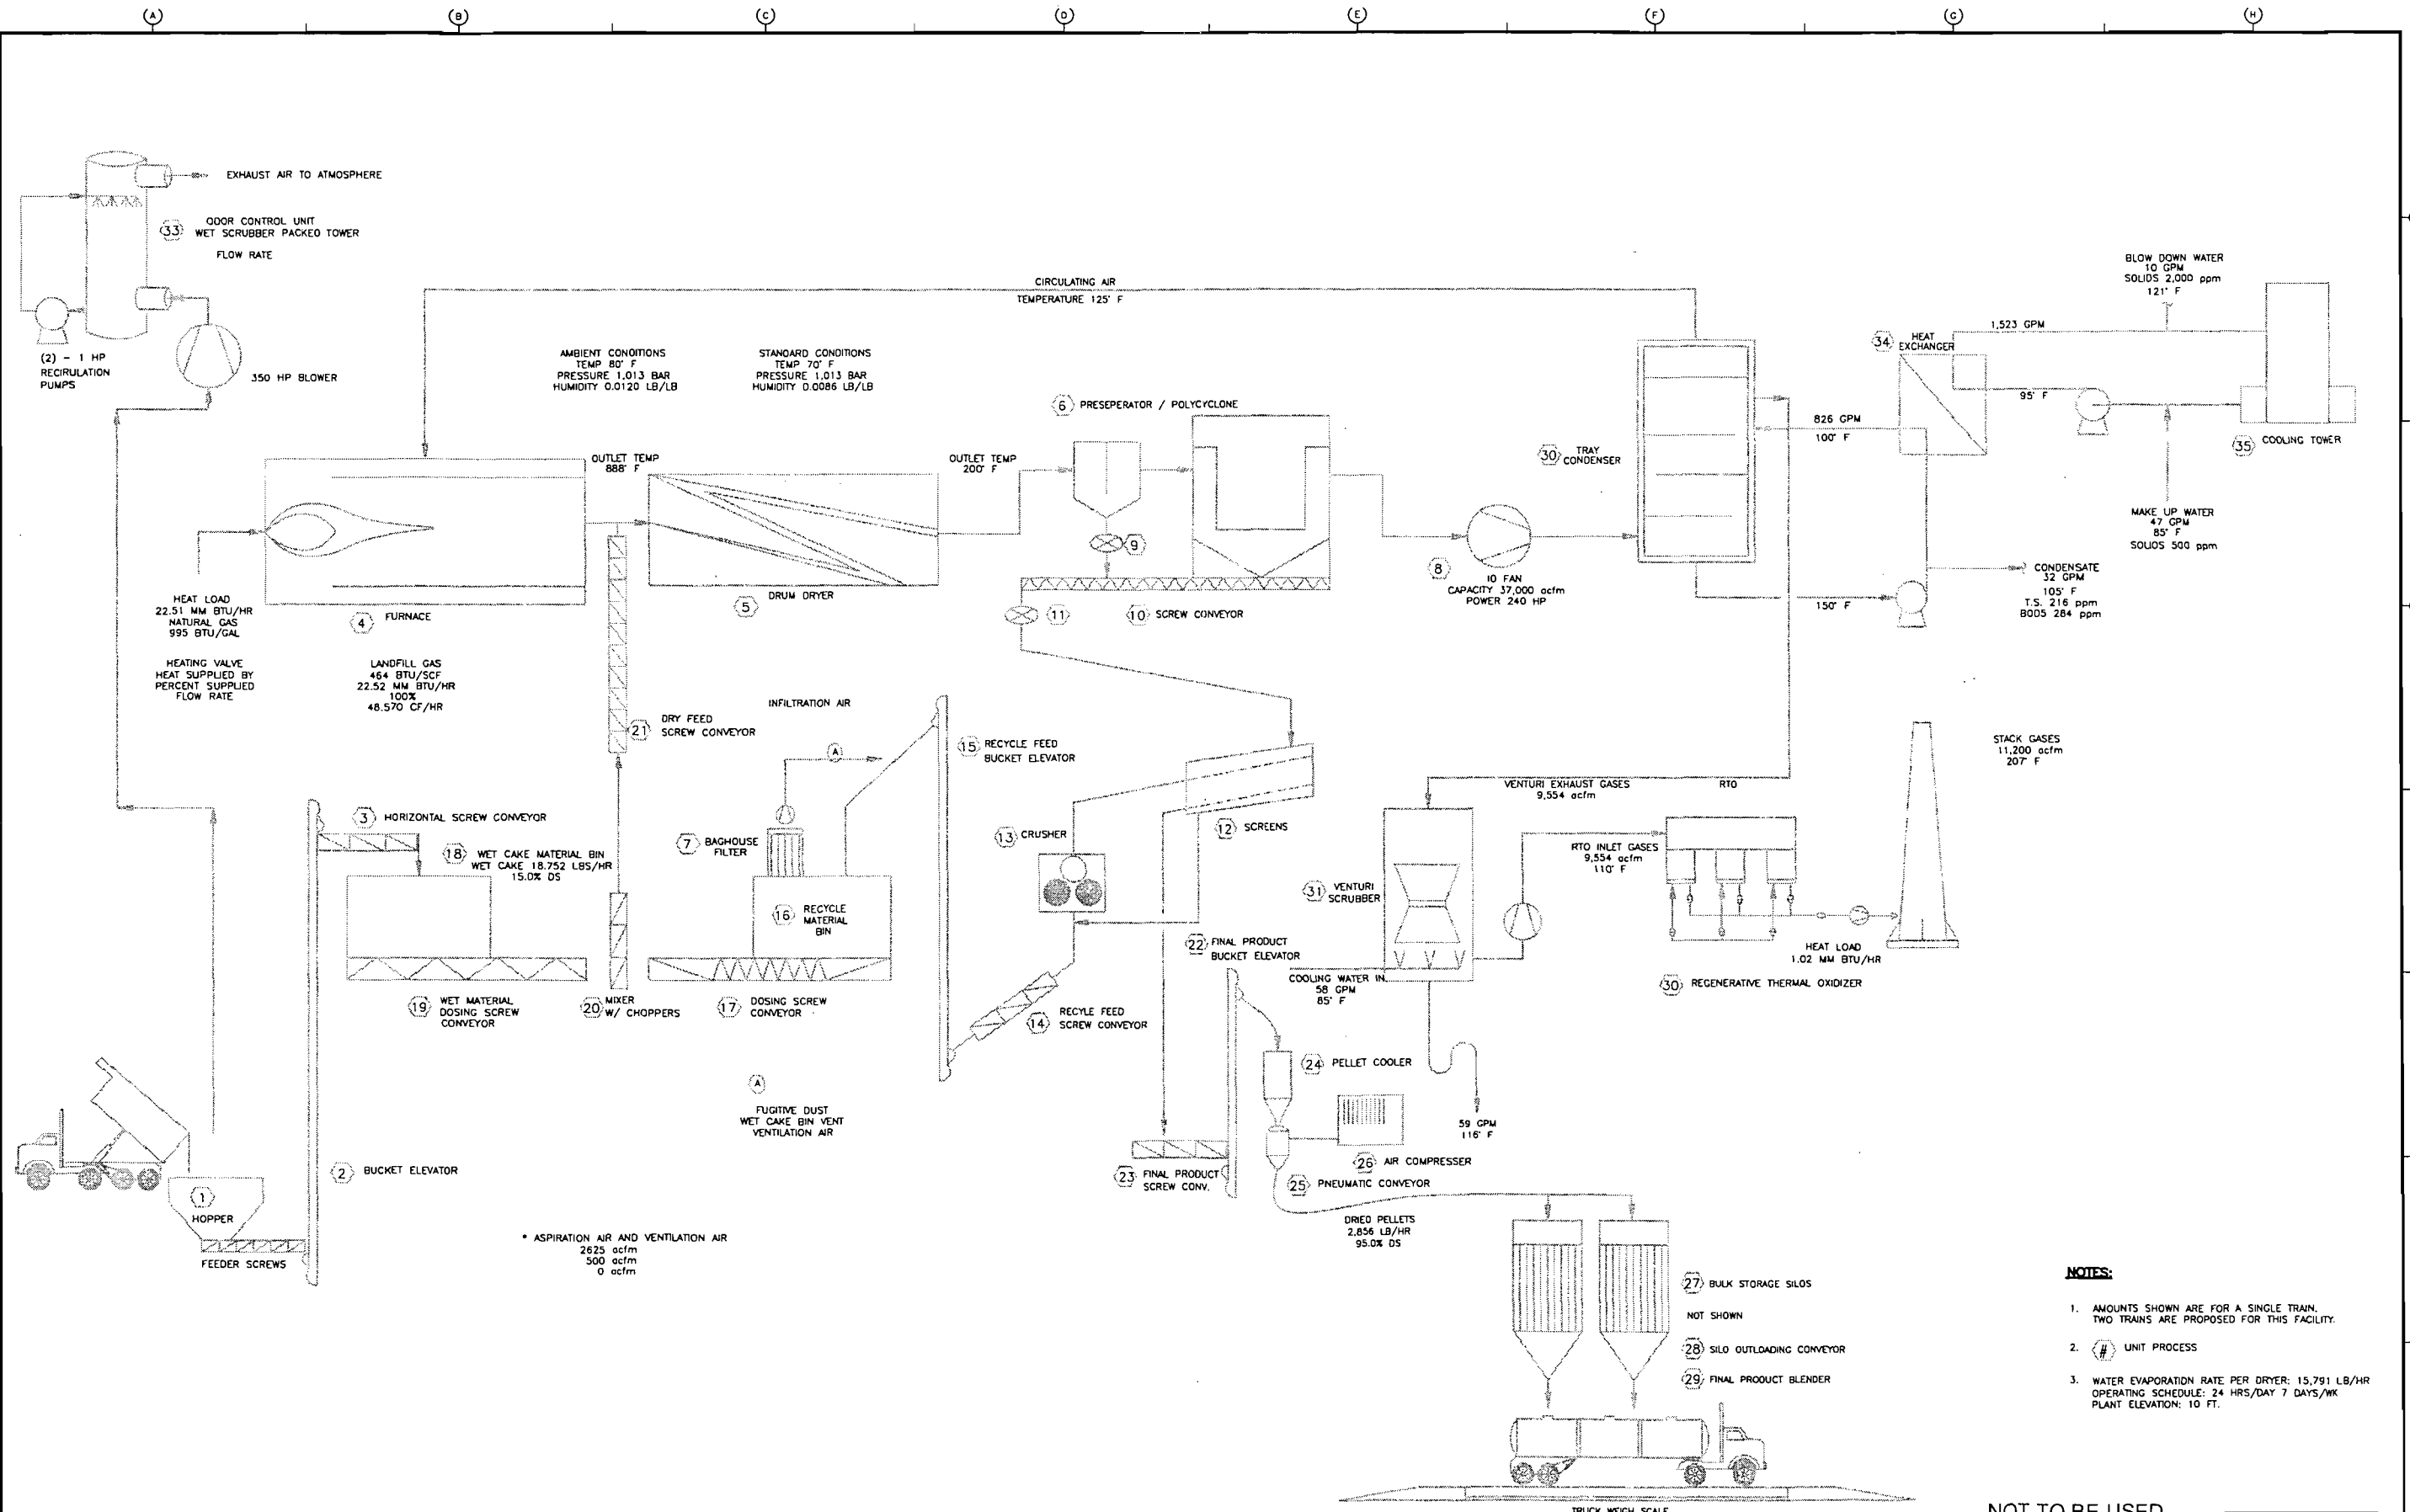 A
B
C
D
E
F
G
H
EXHAUST AIR TO ATMOSPHERE
33
ODOR CONTROL UNIT
WET SCRUBBER PACKED TOWER
FLOW RATE
(2) - 1 HP
RECIRULATION
PUMPS
350 HP BLOWER
CIRCULATING AIR
TEMPERATURE 125° F
AMBIENT CONDITIONS
TEMP 80° F
PRESSURE 1,013 BAR
HUMIDITY 0.0120 LB/LB
STANDARD CONDITIONS
TEMP 70° F
PRESSURE 1,013 BAR
HUMIDITY 0.0086 LB/LB
BLOW DOWN WATER
10 GPM
SOLIDS 2,000 ppm
121° F
1,523 GPM
34
HEAT
EXCHANGER
95° F
826 GPM
100° F
35
COOLING TOWER
MAKE UP WATER
47 GPM
85° F
SOLIDS 500 ppm
OUTLET TEMP
888° F
OUTLET TEMP
200° F
6
PRESEPERATOR / POLYCYCLONE
30
TRAY
CONDENSER
9
8
ID FAN
CAPACITY 37,000 acfm
POWER 240 HP
150° F
CONDENSATE
32 GPM
105° F
T.S. 216 ppm
BOD5 284 ppm
HEAT LOAD
22.51 MM BTU/HR
NATURAL GAS
995 BTU/GAL
4
FURNACE
5
DRUM DRYER
11
10
SCREW CONVEYOR
HEATING VALVE
HEAT SUPPLIED BY
PERCENT SUPPLIED
FLOW RATE
LANDFILL GAS
464 BTU/SCF
22.52 MM BTU/HR
100%
48.570 CF/HR
INFILTRATION AIR
21
DRY FEED
SCREW CONVEYOR
A
15
RECYCLE FEED
BUCKET ELEVATOR
STACK GASES
11,200 acfm
207° F
VENTURI EXHAUST GASES
9,554 acfm
RTO
3
HORIZONTAL SCREW CONVEYOR
18
WET CAKE MATERIAL BIN
WET CAKE 18.752 LBS/HR
15.0% DS
7
BAGHOUSE
FILTER
13
CRUSHER
12
SCREENS
RTO INLET GASES
9,554 acfm
110° F
31
VENTURI
SCRUBBER
16
RECYCLE
MATERIAL
BIN
22
FINAL PRODUCT
BUCKET ELEVATOR
COOLING WATER IN
58 GPM
85° F
HEAT LOAD
1.02 MM BTU/HR
30
REGENERATIVE THERMAL OXIDIZER
19
WET MATERIAL
DOSING SCREW
CONVEYOR
20
MIXER
W/ CHOPPERS
17
DOSING SCREW
CONVEYOR
14
RECYLE FEED
SCREW CONVEYOR
24
PELLET COOLER
A
FUGITIVE DUST
WET CAKE BIN VENT
VENTILATION AIR
59 GPM
116° F
2
BUCKET ELEVATOR
26
AIR COMPRESSER
23
FINAL PRODUCT
SCREW CONV.
25
PNEUMATIC CONVEYOR
1
HOPPER
FEEDER SCREWS
* ASPIRATION AIR AND VENTILATION AIR
2625 acfm
500 acfm
0 acfm
DRIED PELLETS
2,856 LB/HR
95.0% DS
27
BULK STORAGE SILOS
NOT SHOWN
28
SILO OUTLOADING CONVEYOR
29
FINAL PRODUCT BLENDER
TRUCK WEIGH SCALE
NOTES:
1. AMOUNTS SHOWN ARE FOR A SINGLE TRAIN.
TWO TRAINS ARE PROPOSED FOR THIS FACILITY.
2. # UNIT PROCESS
3. WATER EVAPORATION RATE PER DRYER: 15,791 LB/HR
OPERATING SCHEDULE: 24 HRS/DAY 7 DAYS/WK
PLANT ELEVATION: 10 FT.
NOT TO BE USED